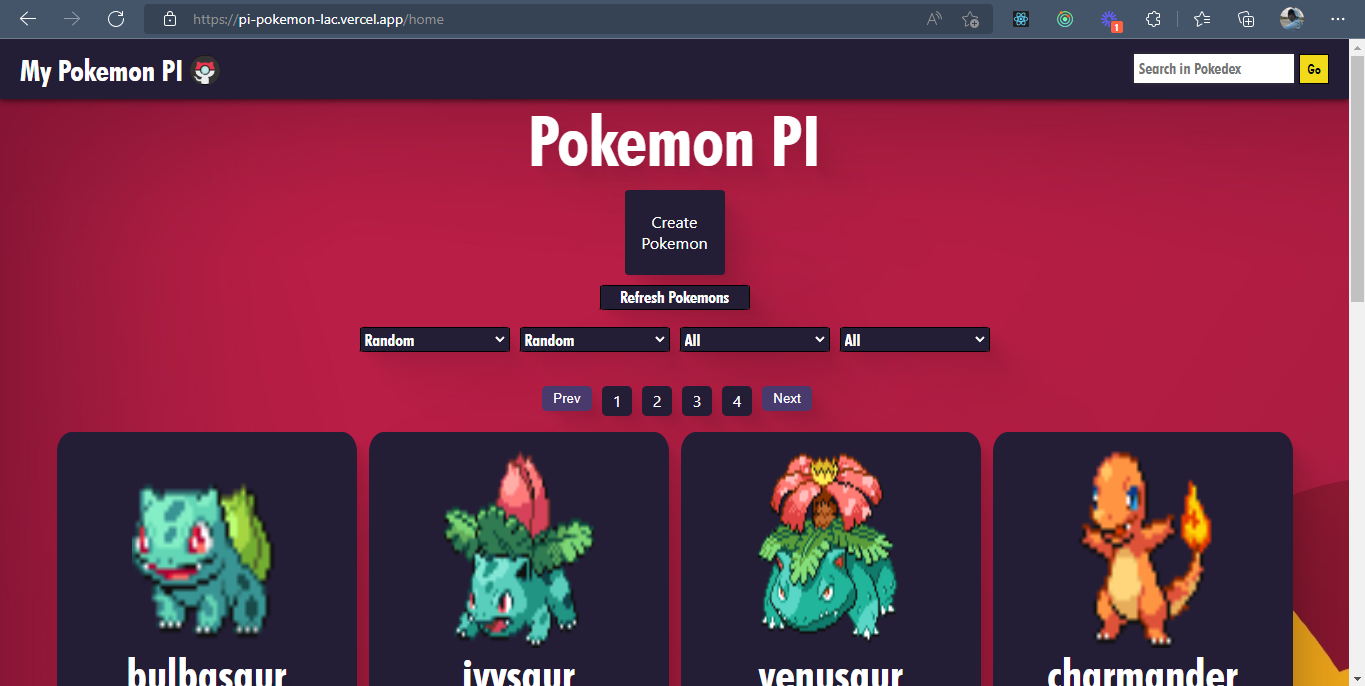 https://pi-pokemon-lac.vercel.app/home
1
My Pokemon PI
Search in Pokedex
Go
Pokemon PI
Create
Pokemon
Refresh Pokemons
Random
Random
All
All
Prev
1
2
3
4
Next
bulbasaur
ivysaur
venusaur
charmander